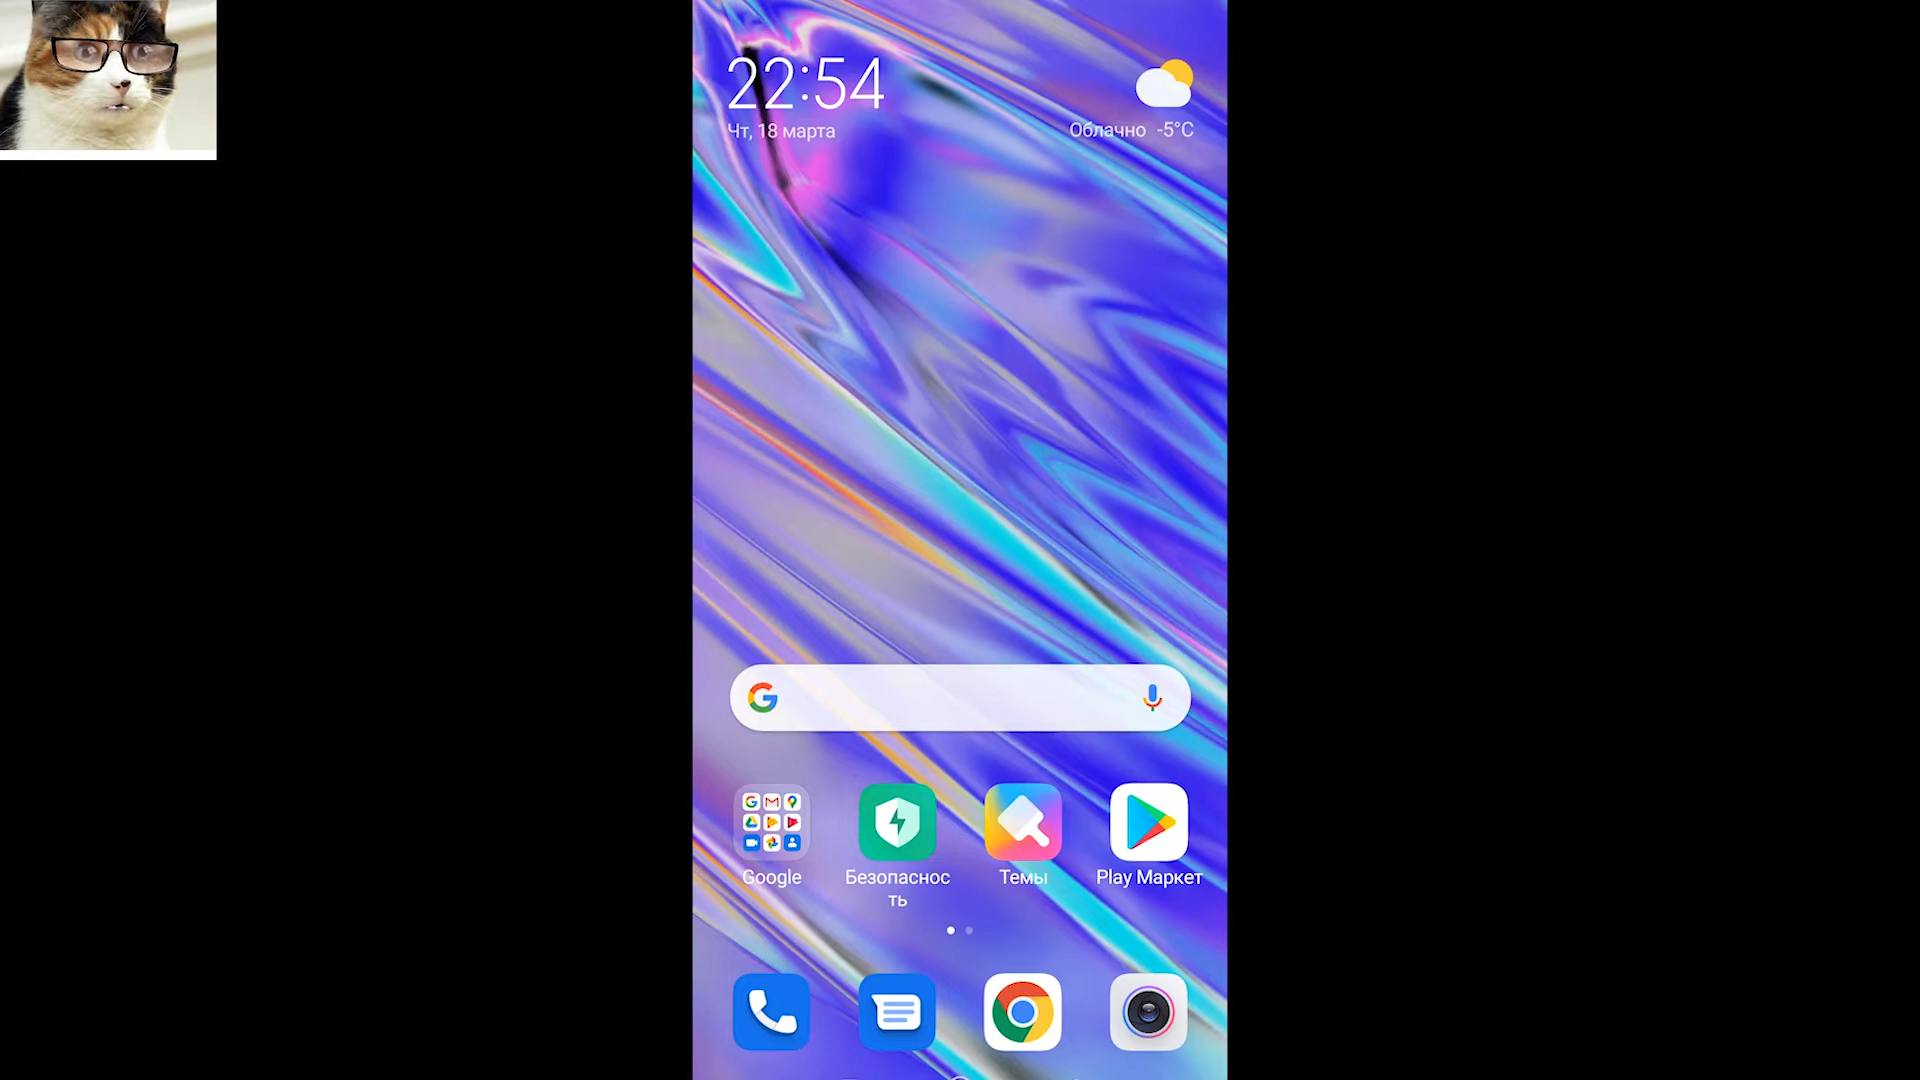 22:54
Чт, 18 марта
Облачно -5°C
Google
Безопаснос
ть
Темы
Play Маркет